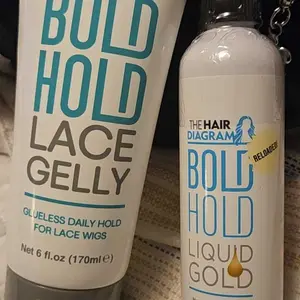 BOLD
HOLD
LACE
GELLY
GLUELESS DAILY HOLD
FOR LACE WIGS
Net 6 fl.oz (170ml)℮
THE HAIR
DIAGRAM
BOLD
HOLD
RELOADED!
LIQUID
GOLD